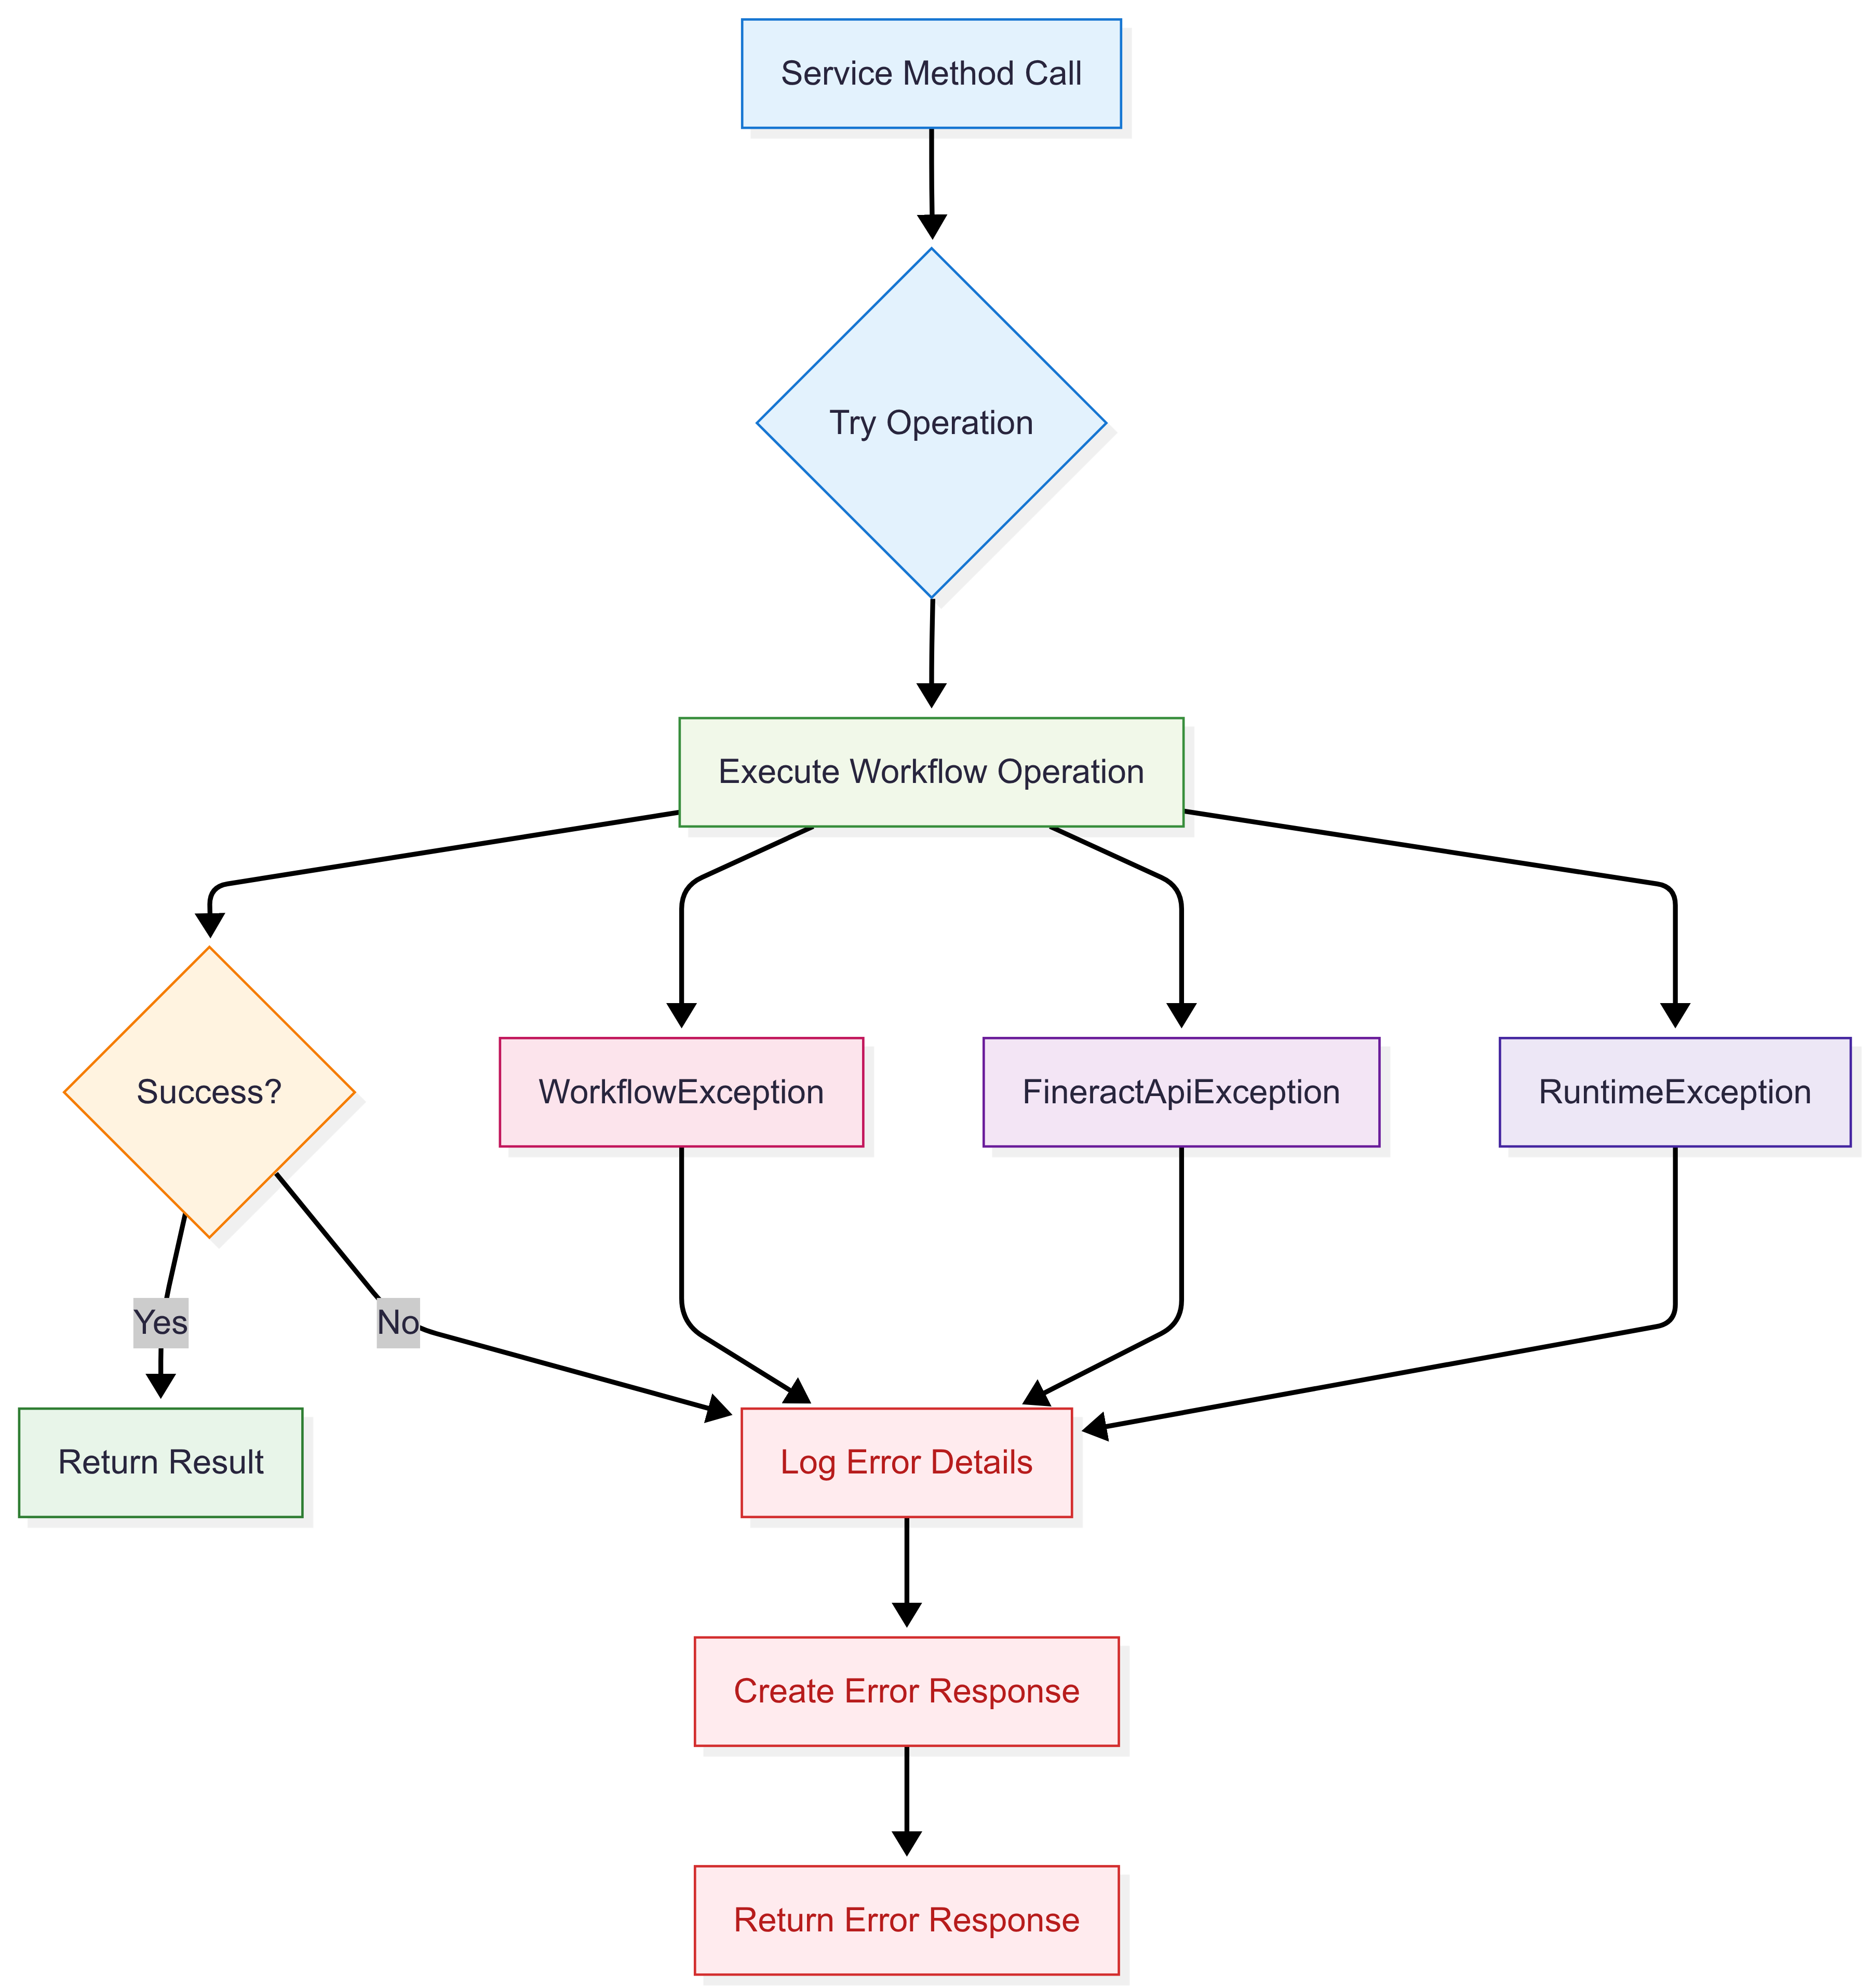 Service Method Call
Try Operation
Execute Workflow Operation
Success?
WorkflowException
FineractApiException
RuntimeException
Yes
No
Return Result
Log Error Details
Create Error Response
Return Error Response